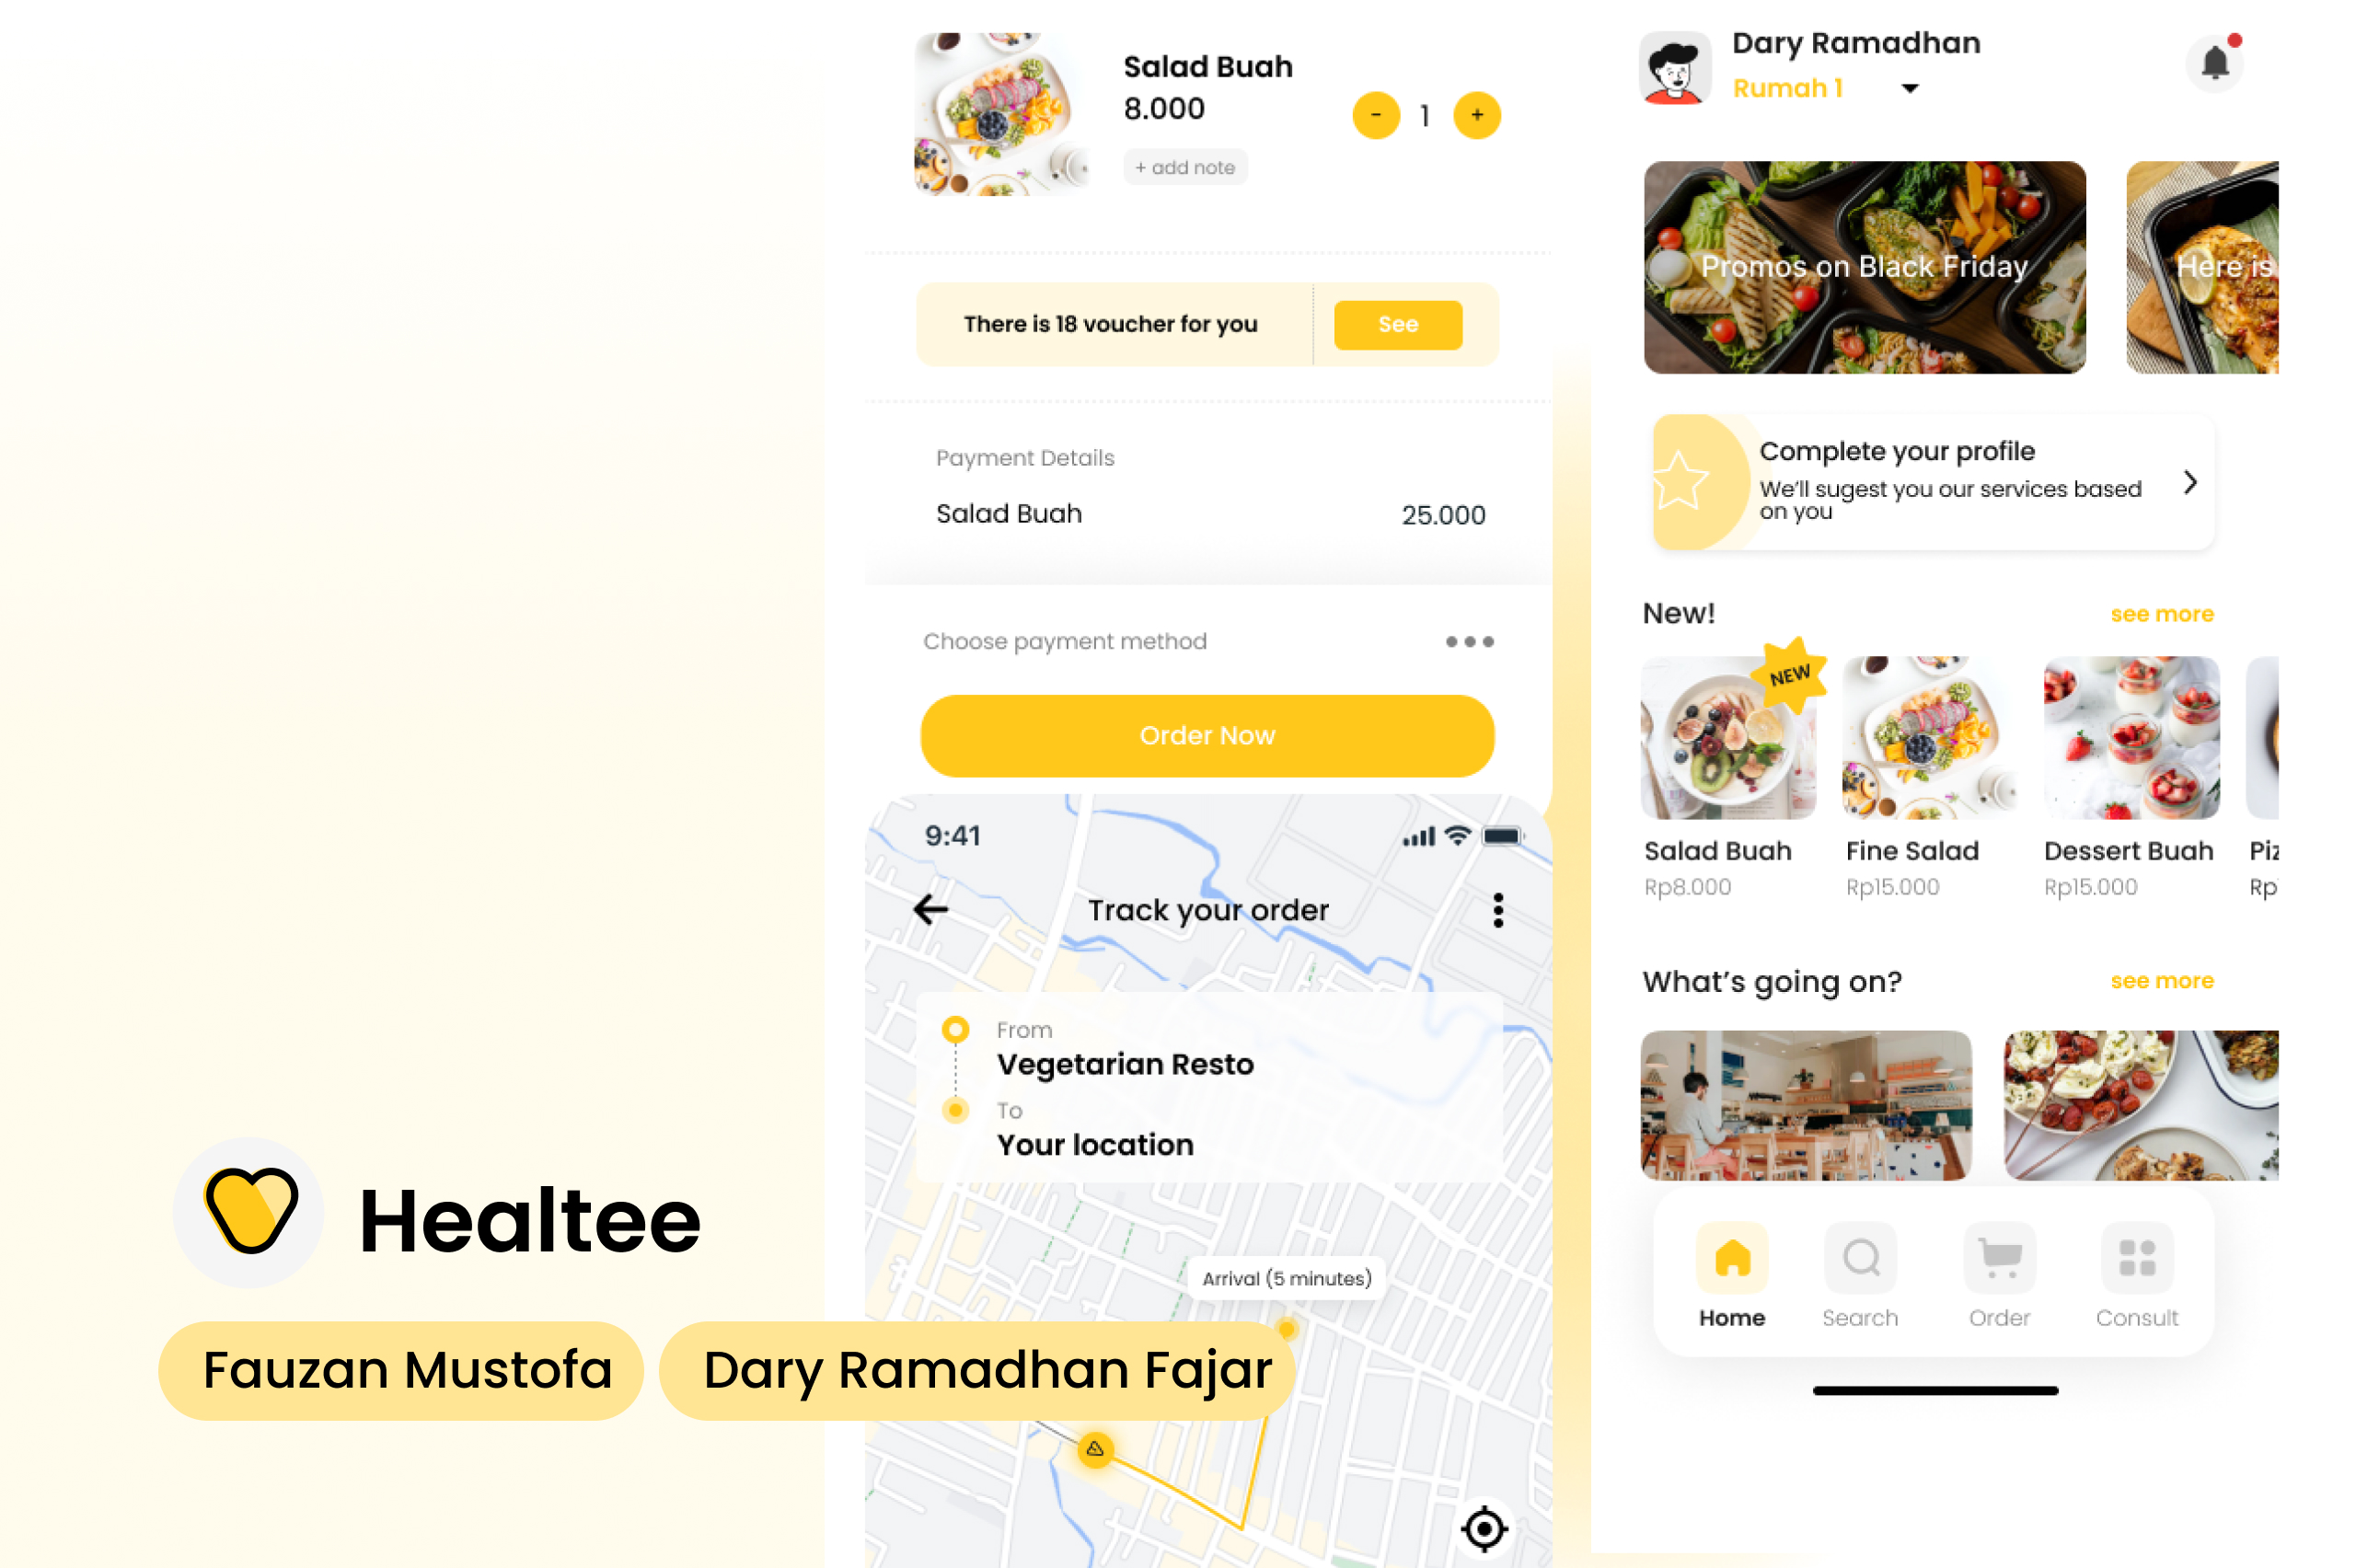 Healtee
Fauzan Mustofa
Dary Ramadhan Fajar
Salad Buah
8.000
- 1 +
+ add note
There is 18 voucher for you
See
Payment Details
Salad Buah 25.000
Choose payment method
Order Now
9:41
Track your order
From
Vegetarian Resto
To
Your location
Arrival (5 minutes)
Dary Ramadhan
Rumah 1
Promos on Black Friday
Here is
Complete your profile
We'll sugest you our services based
on you
New! see more
NEW
Salad Buah Fine Salad Dessert Buah Piz
Rp8.000 Rp15.000 Rp15.000 Rp
What's going on? see more
Home Search Order Consult